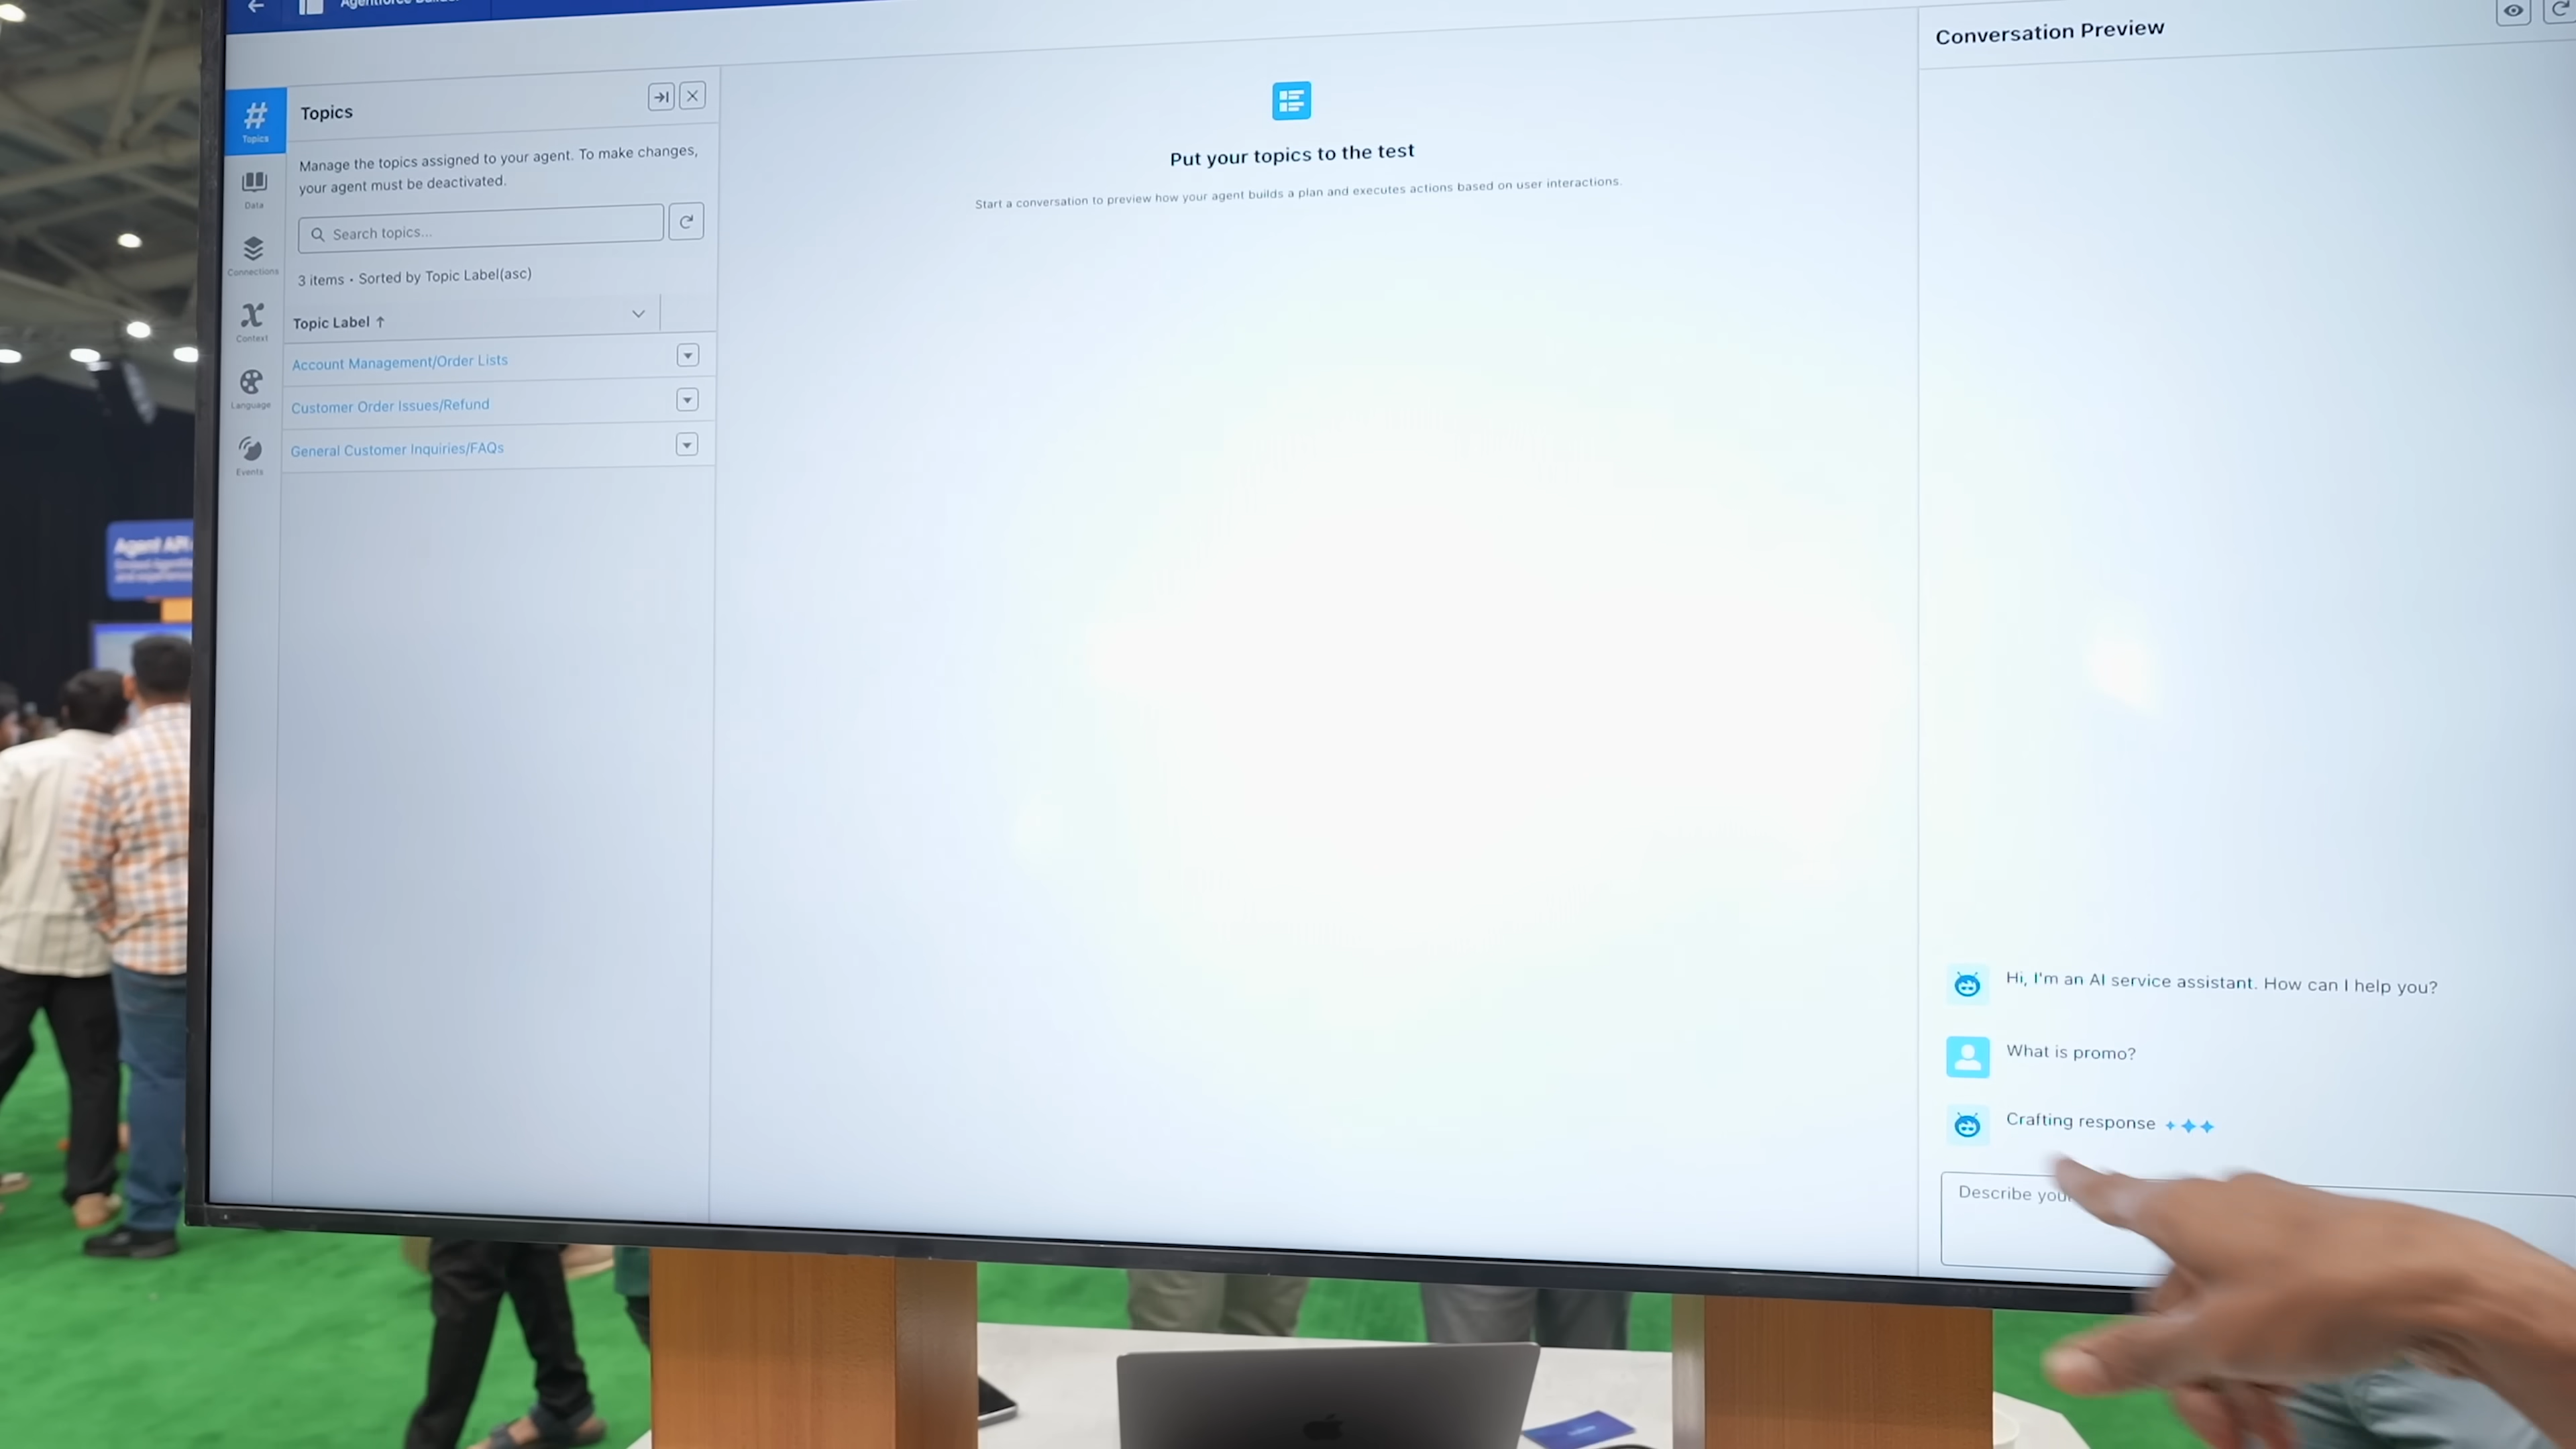 Conversation Preview
Topics
Topics
Manage the topics assigned to your agent. To make changes,
your agent must be deactivated.
Search topics...
3 items • Sorted by Topic Label(asc)
Topic Label ↑
Account Management/Order Lists
Customer Order Issues/Refund
General Customer Inquiries/FAQs
Data
Connections
Context
Language
Events
Put your topics to the test
Start a conversation to preview how your agent builds a plan and executes actions based on user interactions.
Hi, I'm an AI service assistant. How can I help you?
What is promo?
Crafting response
Describe you
Agent API